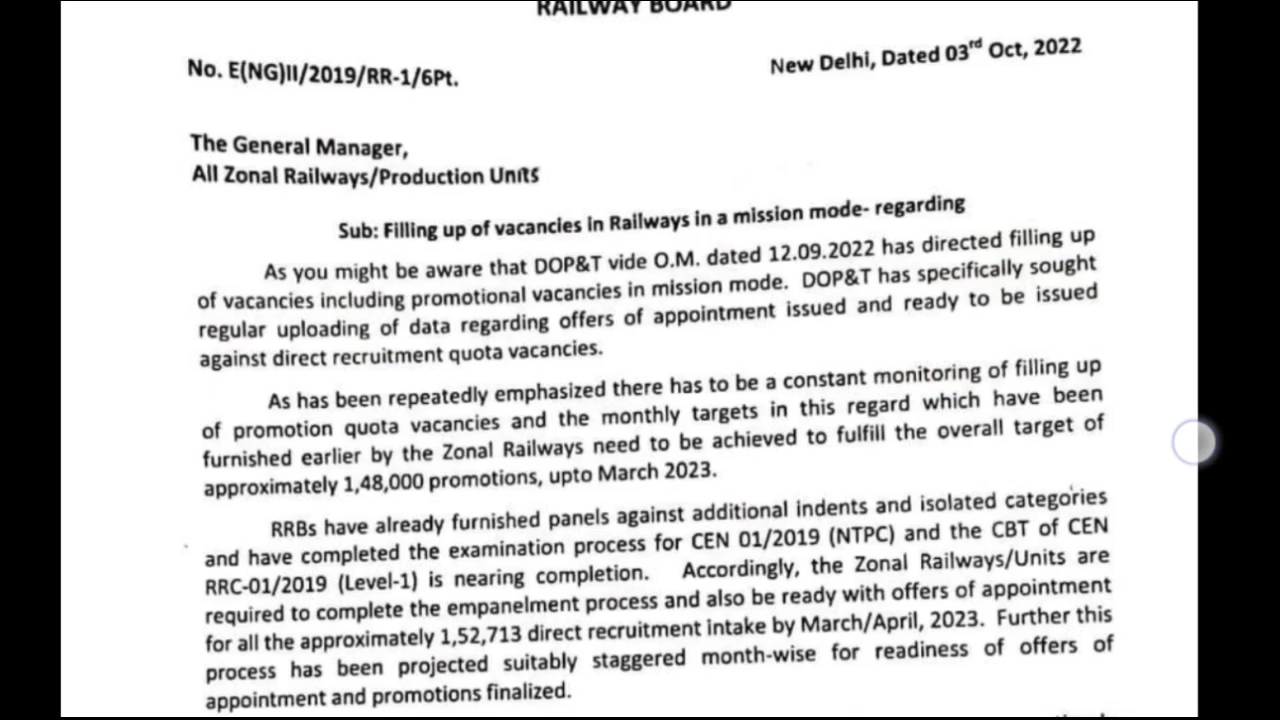 RAILWAY BOARD
No. E(NG)II/2019/RR-1/6Pt.
New Delhi, Dated 03rd Oct, 2022
The General Manager,
All Zonal Railways/Production Units
Sub: Filling up of vacancies in Railways in a mission mode- regarding
As you might be aware that DOP&T vide O.M. dated 12.09.2022 has directed filling up
of vacancies including promotional vacancies in mission mode. DOP&T has specifically sought
regular uploading of data regarding offers of appointment issued and ready to be issued
against direct recruitment quota vacancies.
As has been repeatedly emphasized there has to be a constant monitoring of filling up
of promotion quota vacancies and the monthly targets in this regard which have been
furnished earlier by the Zonal Railways need to be achieved to fulfill the overall target of
approximately 1,48,000 promotions, upto March 2023.
RRBs have already furnished panels against additional indents and isolated categories
and have completed the examination process for CEN 01/2019 (NTPC) and the CBT of CEN
RRC-01/2019 (Level-1) is nearing completion. Accordingly, the Zonal Railways/Units are
required to complete the empanelment process and also be ready with offers of appointment
for all the approximately 1,52,713 direct recruitment intake by March/April, 2023. Further this
process has been projected suitably staggered month-wise for readiness of offers of
appointment and promotions finalized.